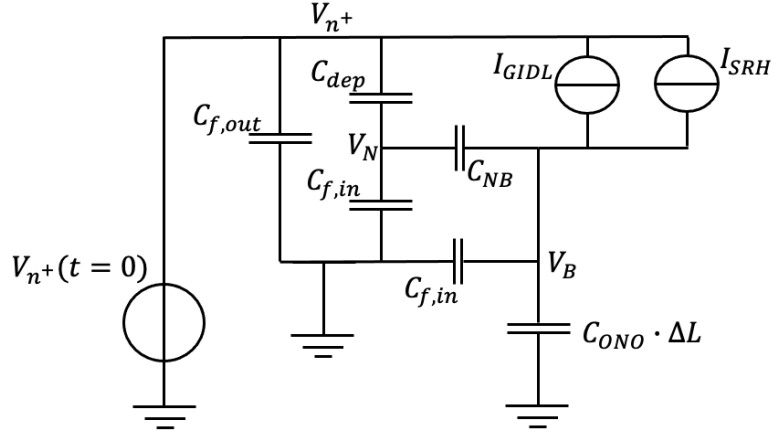 V_{n^+}
C_{dep}
I_{GIDL}
I_{SRH}
C_{f,out}
V_N
C_{NB}
C_{f,in}
V_{n^+}(t = 0)
V_B
C_{f,in}
C_{ONO} · ΔL